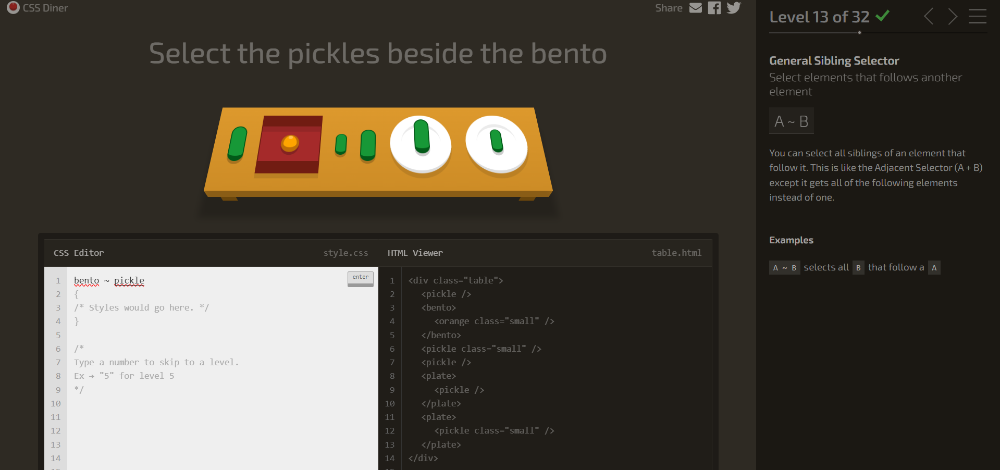 CSS Diner
Share
Select the pickles beside the bento
CSS Editor
style.css
1 bento ~ pickle
enter
2 {
3 /* Styles would go here. */
4 }
5
6 /*
7 Type a number to skip to a level.
8 Ex → "5" for level 5
9 */
10
11
12
13
14
HTML Viewer
table.html
1 <div class="table">
2 <pickle />
3 <bento>
4 <orange class="small" />
5 </bento>
6 <pickle class="small" />
7 <pickle />
8 <plate>
9 <pickle />
10 </plate>
11 <plate>
12 <pickle class="small" />
13 </plate>
14 </div>
Level 13 of 32
General Sibling Selector
Select elements that follows another
element
A ~ B
You can select all siblings of an element that
follow it. This is like the Adjacent Selector (A + B)
except it gets all of the following elements
instead of one.
Examples
A ~ B selects all B that follow a A